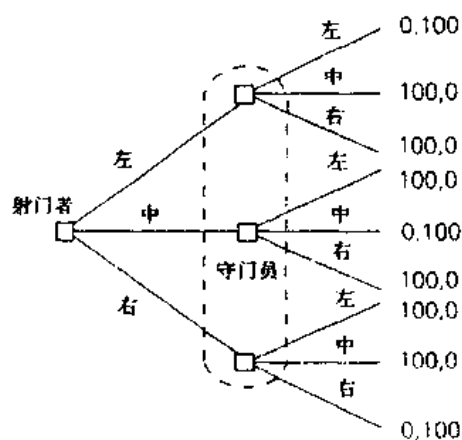 左 0,100
中 100,0
右 100,0
左 100,0
左
射门者
中
中 0,100
守门员
右 100,0
右
左 100,0
中 100,0
右 0,100